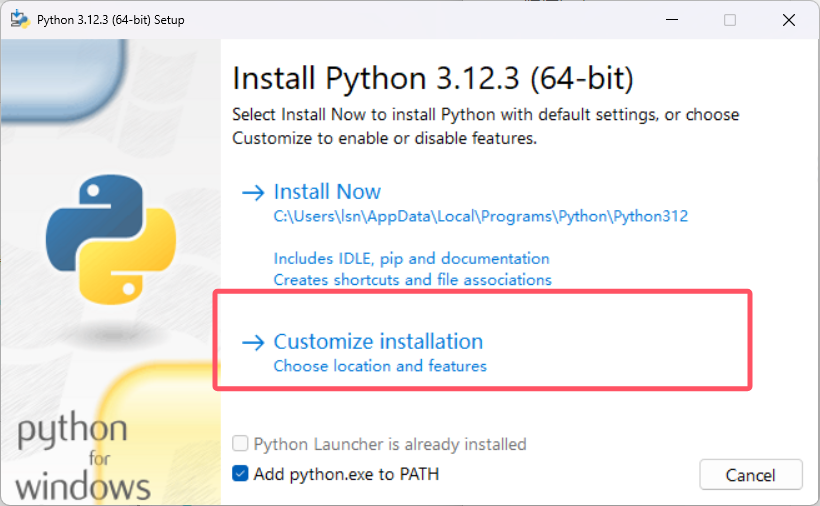 Python 3.12.3 (64-bit) Setup
Install Python 3.12.3 (64-bit)
Select Install Now to install Python with default settings, or choose
Customize to enable or disable features.
Install Now
C:\Users\lsn\AppData\Local\Programs\Python\Python312
Includes IDLE, pip and documentation
Creates shortcuts and file associations
Customize installation
Choose location and features
Python Launcher is already installed
Add python.exe to PATH
Cancel
python
for
windows